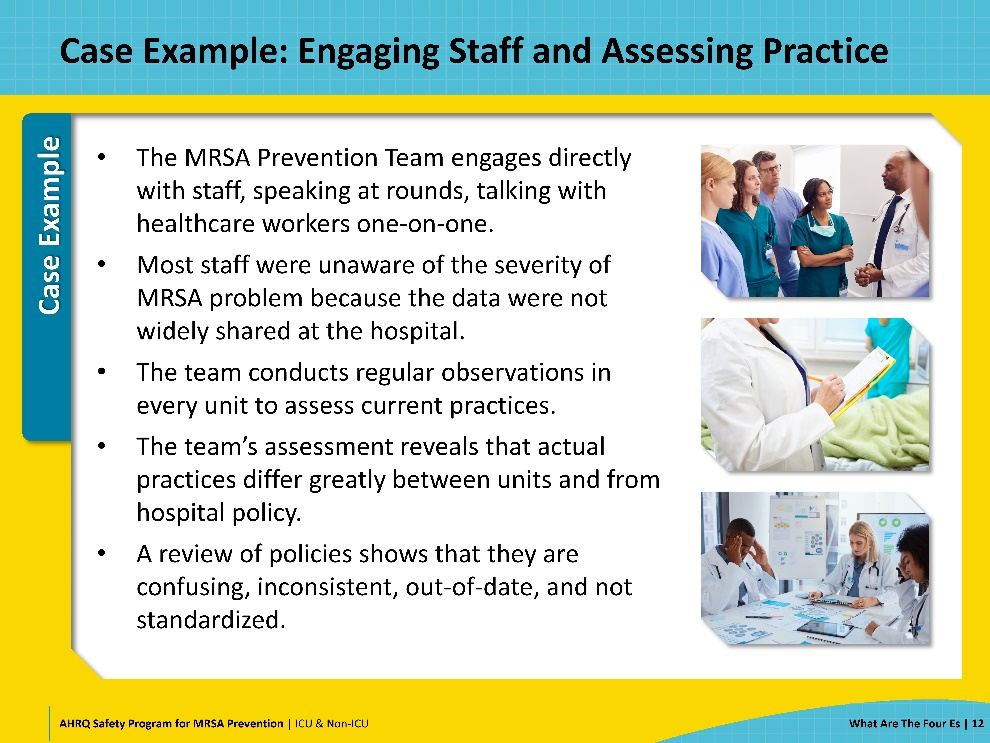 Case Example: Engaging Staff and Assessing Practice
Case Example
• The MRSA Prevention Team engages directly
with staff, speaking at rounds, talking with
healthcare workers one-on-one.
• Most staff were unaware of the severity of
MRSA problem because the data were not
widely shared at the hospital.
• The team conducts regular observations in
every unit to assess current practices.
• The team’s assessment reveals that actual
practices differ greatly between units and from
hospital policy.
• A review of policies shows that they are
confusing, inconsistent, out-of-date, and not
standardized.
AHRQ Safety Program for MRSA Prevention | ICU & Non-ICU
What Are The Four Es | 12